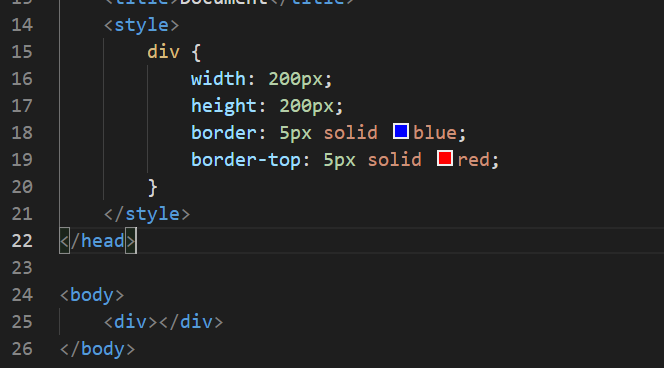 13 <title>Document</title>
14 <style>
15 div {
16 width: 200px;
17 height: 200px;
18 border: 5px solid blue;
19 border-top: 5px solid red;
20 }
21 </style>
22 </head>
23
24 <body>
25 <div></div>
26 </body>